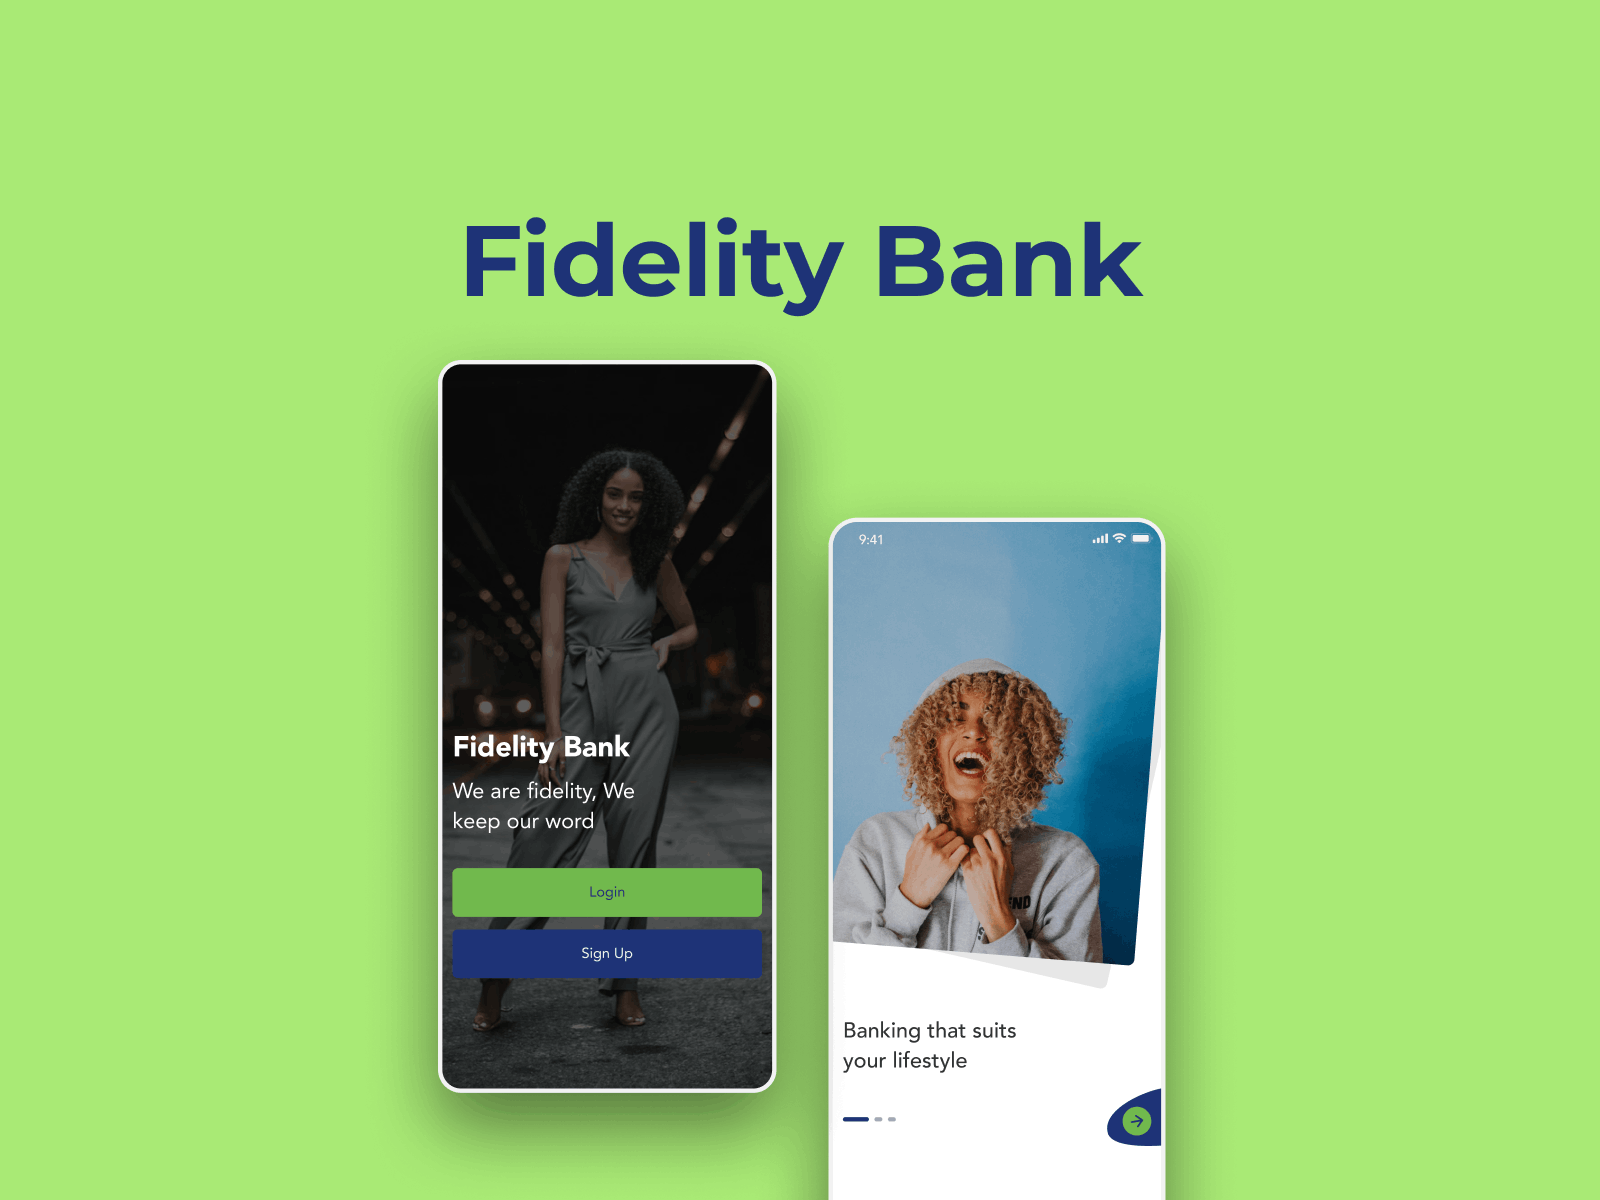 Fidelity Bank
Fidelity Bank
We are fidelity, We
keep our word
Login
Sign Up
9:41
Banking that suits
your lifestyle